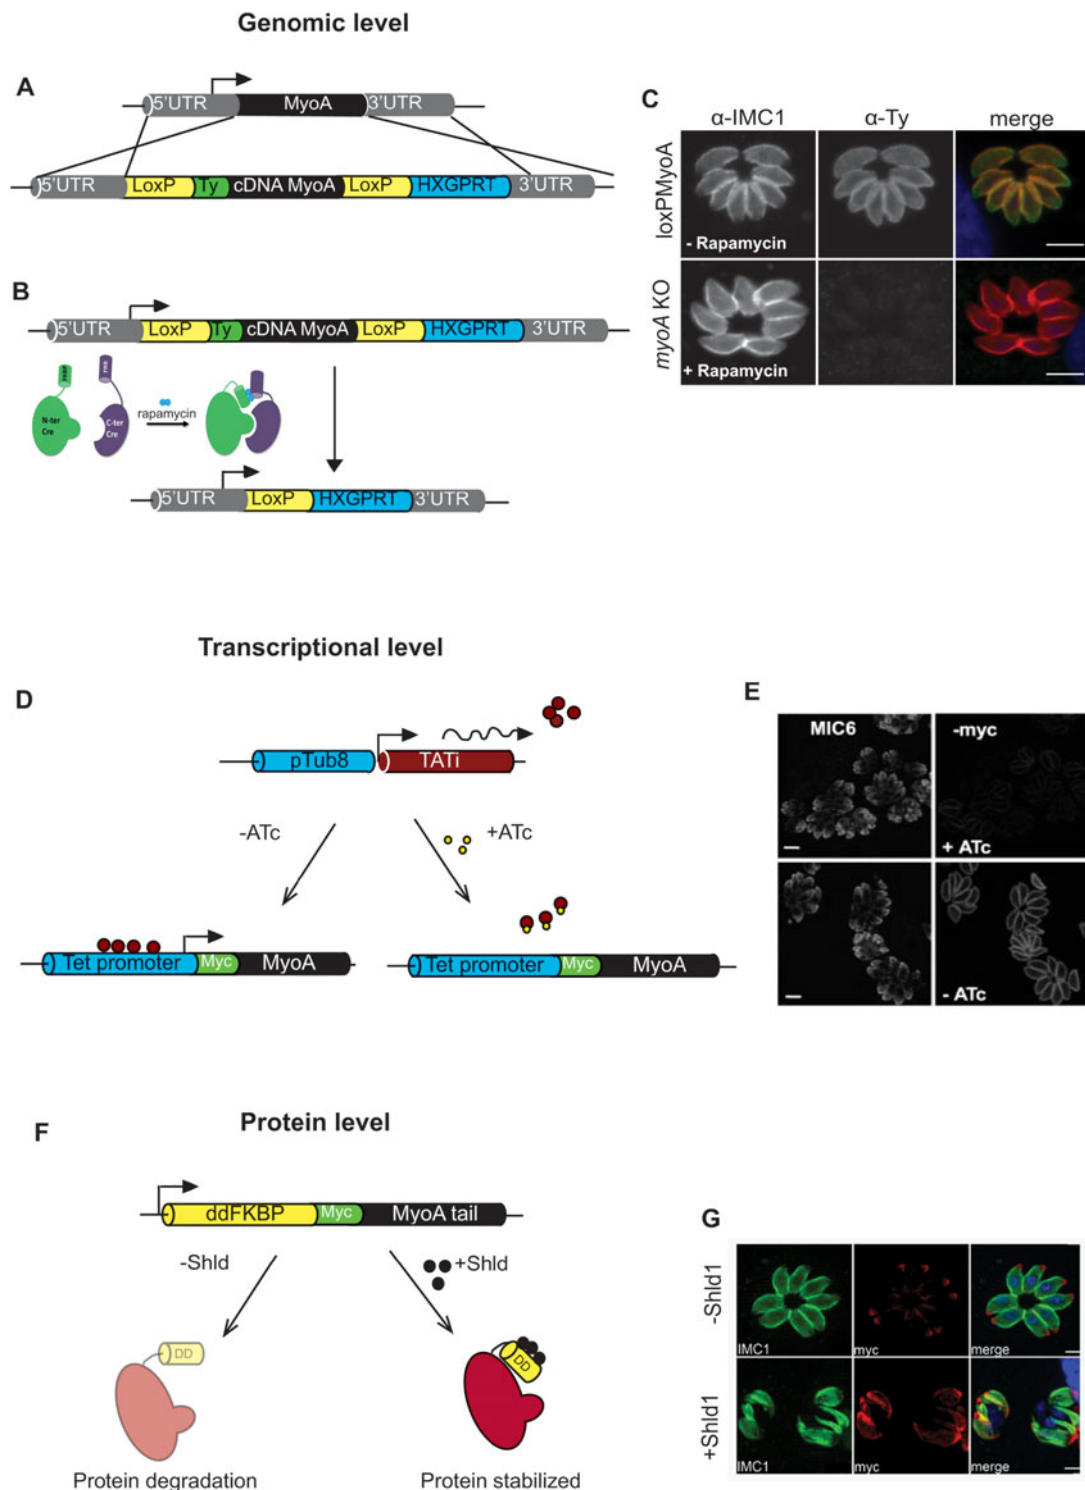 Genomic level
A
5'UTR MyoA 3'UTR
5'UTR LoxP Ty cDNA MyoA LoxP HXGPRT 3'UTR
B
5'UTR LoxP Ty cDNA MyoA LoxP HXGPRT 3'UTR
N-ter
Cre
C-ter
Cre
rapamycin
5'UTR LoxP HXGPRT 3'UTR
C
α-IMC1 α-Ty merge
loxPMyoA
- Rapamycin
myoA KO
+ Rapamycin
Transcriptional level
D
pTub8 TATi
-ATc +ATc
Tet promoter Myc MyoA
Tet promoter Myc MyoA
E
MIC6 -myc
+ ATc
- ATc
Protein level
F
ddFKBP Myc MyoA tail
-Shld +Shld
DD
DD
Protein degradation Protein stabilized
G
-Shld1
IMC1 myc merge
+Shld1
IMC1 myc merge